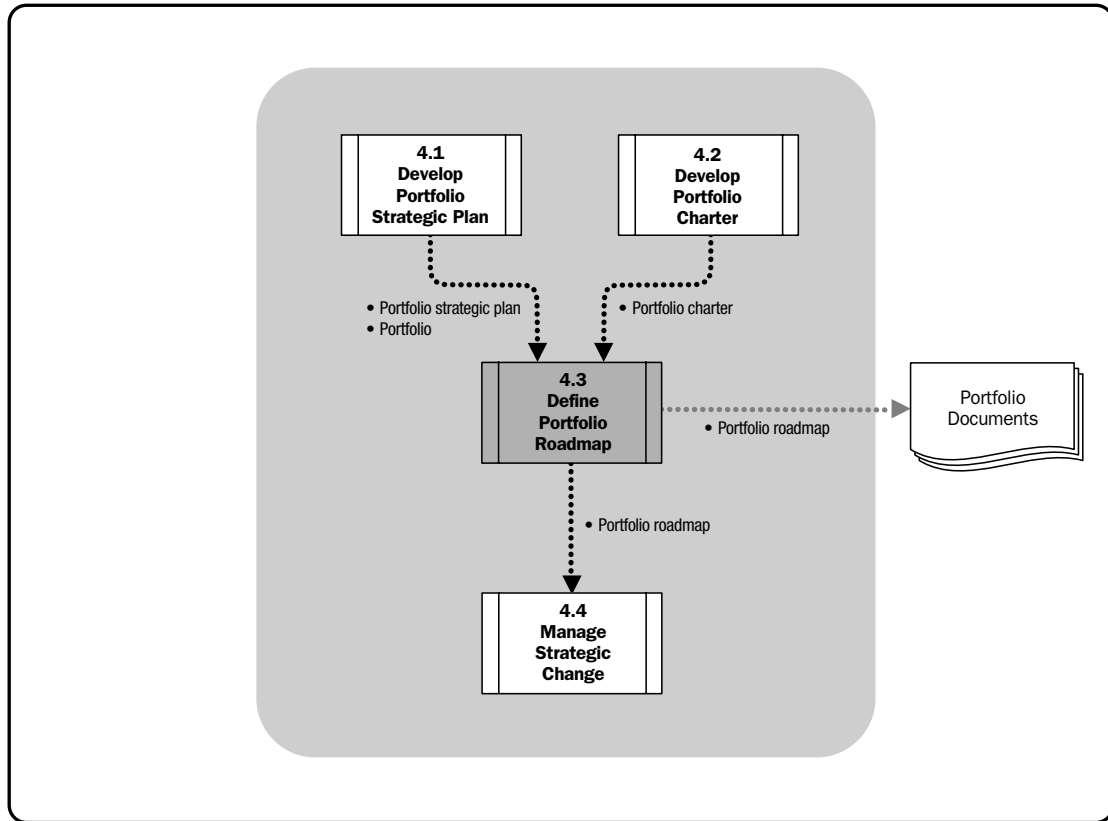 4.1
Develop
Portfolio
Strategic Plan
4.2
Develop
Portfolio
Charter
• Portfolio strategic plan
• Portfolio
• Portfolio charter
4.3
Define
Portfolio
Roadmap
• Portfolio roadmap
Portfolio
Documents
• Portfolio roadmap
4.4
Manage
Strategic
Change